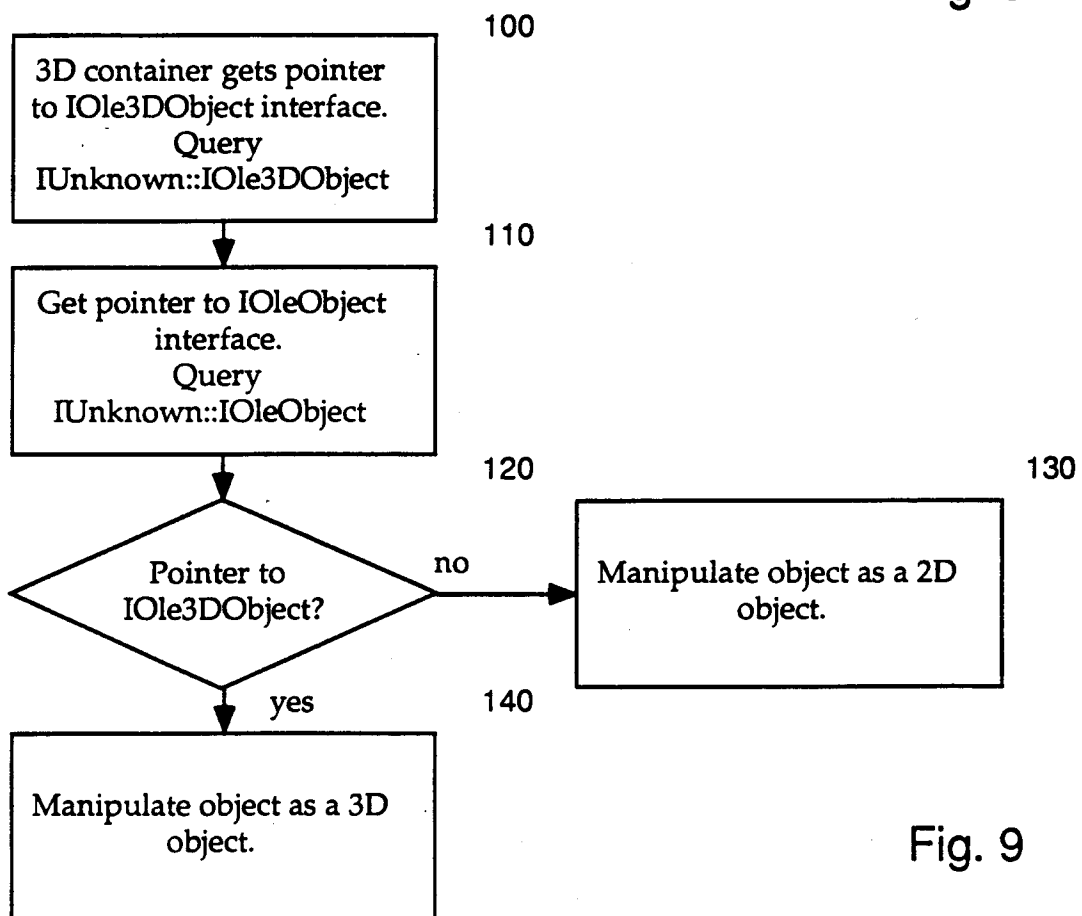 100
3D container gets pointer
to IOle3DObject interface.
Query
IUnknown::IOle3DObject
110
Get pointer to IOleObject
interface.
Query
IUnknown::IOleObject
120
Pointer to
IOle3DObject?
no
130
Manipulate object as a 2D
object.
yes
140
Manipulate object as a 3D
object.
Fig. 9